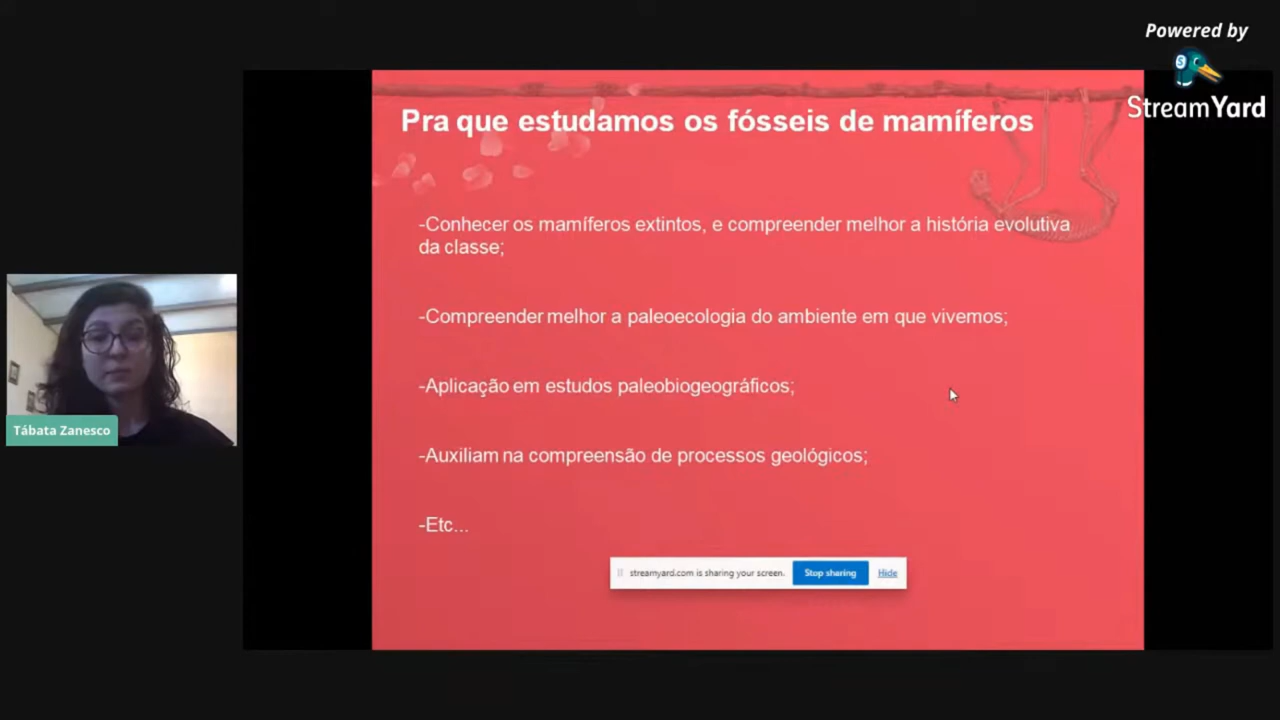 Powered by
StreamYard
Pra que estudamos os fósseis de mamíferos
-Conhecer os mamíferos extintos, e compreender melhor a história evolutiva
da classe;
-Compreender melhor a paleoecologia do ambiente em que vivemos;
-Aplicação em estudos paleobiogeográficos;
-Auxiliam na compreensão de processos geológicos;
-Etc...
streamyard.com is sharing your screen. Stop sharing Hide
Tábata Zanesco